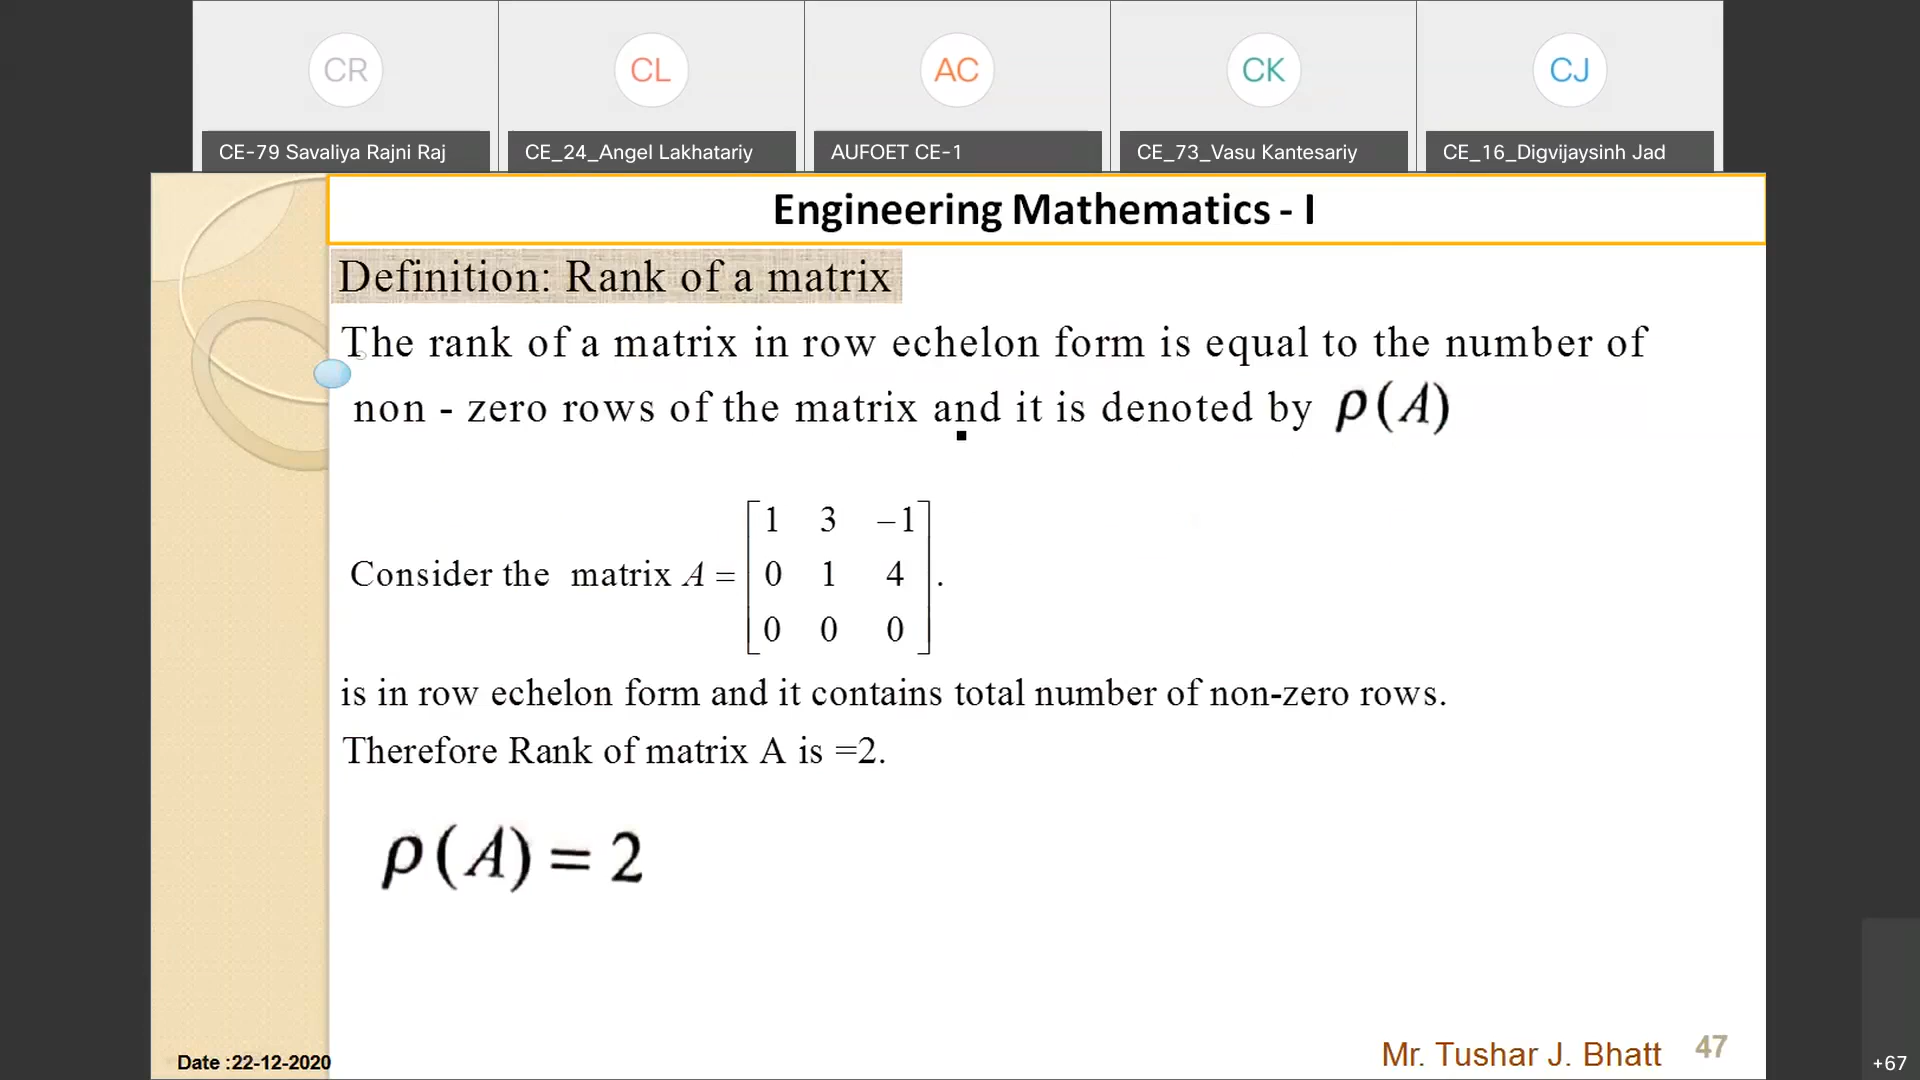 CR
CL
AC
CK
CJ
CE-79 Savaliya Rajni Raj
CE_24_Angel Lakhatariy
AUFOET CE-1
CE_73_Vasu Kantesariy
CE_16_Digvijaysinh Jad
Engineering Mathematics - I
Definition: Rank of a matrix
The rank of a matrix in row echelon form is equal to the number of
non - zero rows of the matrix and it is denoted by ρ(A)
1 3 –1
Consider the matrix A = 0 1 4 .
0 0 0
is in row echelon form and it contains total number of non-zero rows.
Therefore Rank of matrix A is =2.
ρ(A) = 2
Date :22-12-2020
Mr. Tushar J. Bhatt
47
+67